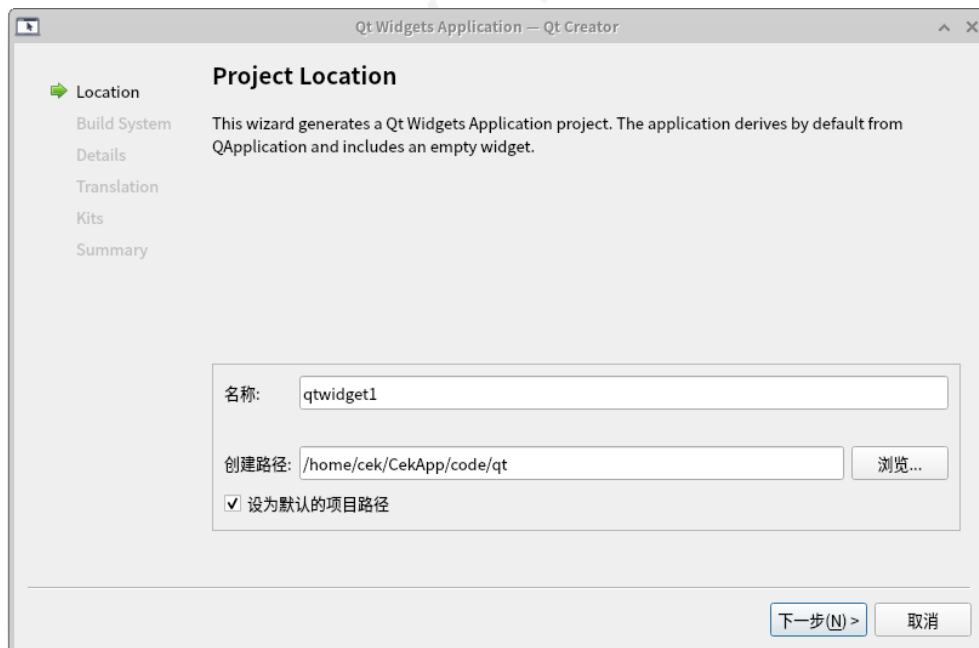 Qt Widgets Application — Qt Creator
Project Location
Location
Build System
Details
Translation
Kits
Summary
This wizard generates a Qt Widgets Application project. The application derives by default from
QApplication and includes an empty widget.
名称: qtwidget1
创建路径: /home/cek/CekApp/code/qt 浏览...
设为默认的项目路径
下一步(N) > 取消